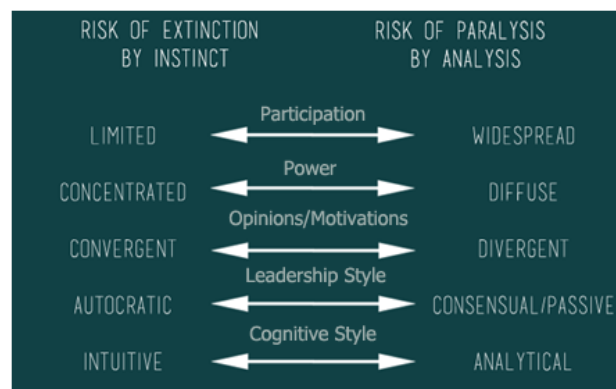 RISK OF EXTINCTION
BY INSTINCT
RISK OF PARALYSIS
BY ANALYSIS
Participation
LIMITED
WIDESPREAD
Power
CONCENTRATED
DIFFUSE
Opinions/Motivations
CONVERGENT
DIVERGENT
Leadership Style
AUTOCRATIC
CONSENSUAL/PASSIVE
Cognitive Style
INTUITIVE
ANALYTICAL